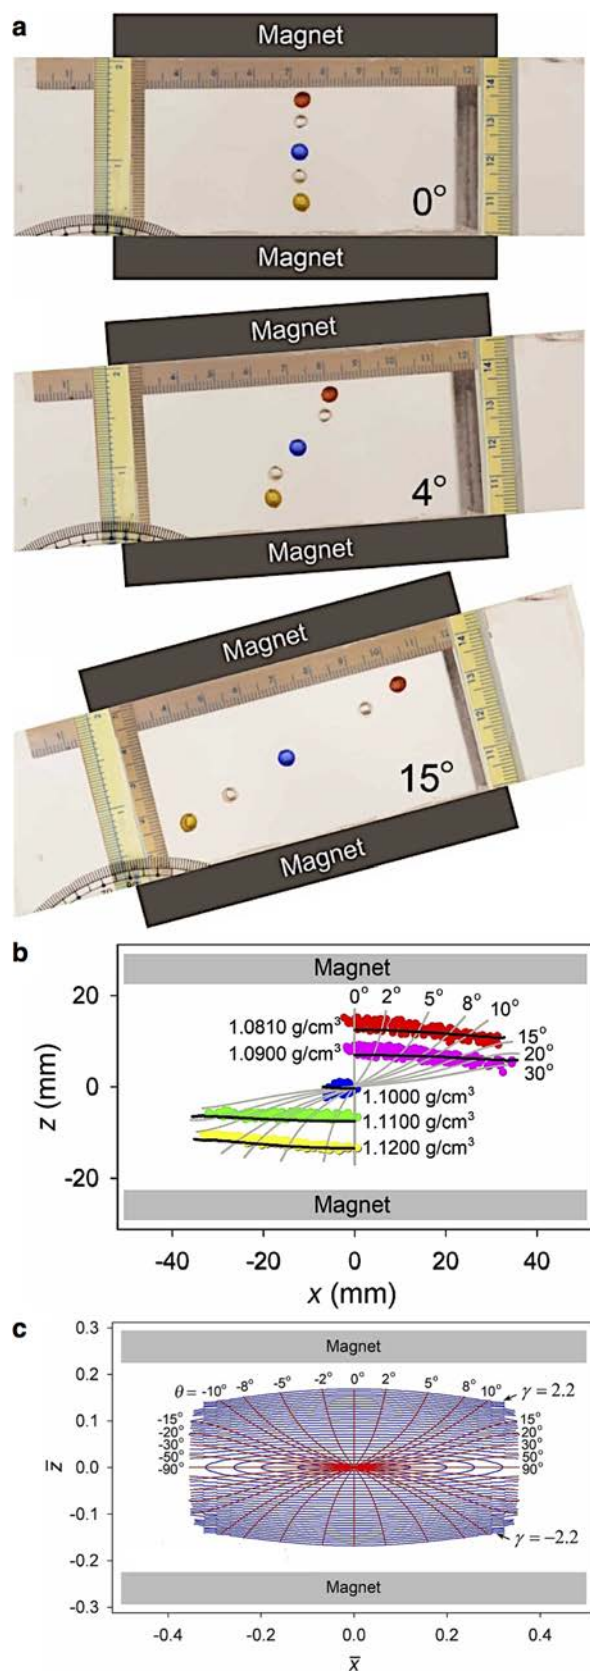 a
Magnet
0°
Magnet
Magnet
4°
Magnet
Magnet
15°
Magnet
b
Magnet
20
0° 2° 5° 8° 10°
1.0810 g/cm³
15°
1.0900 g/cm³
20°
30°
z (mm)
0
1.1000 g/cm³
1.1100 g/cm³
1.1200 g/cm³
-20
Magnet
-40 -20 0 20 40
x (mm)
c
0.3
Magnet
0.2
θ = -10° -8° -5° -2° 0° 2° 5° 8° 10° γ = 2.2
0.1
-15° 15°
-20° 20°
-30° 30°
-50° 50°
z̄
0.0
-90° 90°
-0.1
γ = -2.2
-0.2
Magnet
-0.3
-0.4 -0.2 0.0 0.2 0.4
x̄